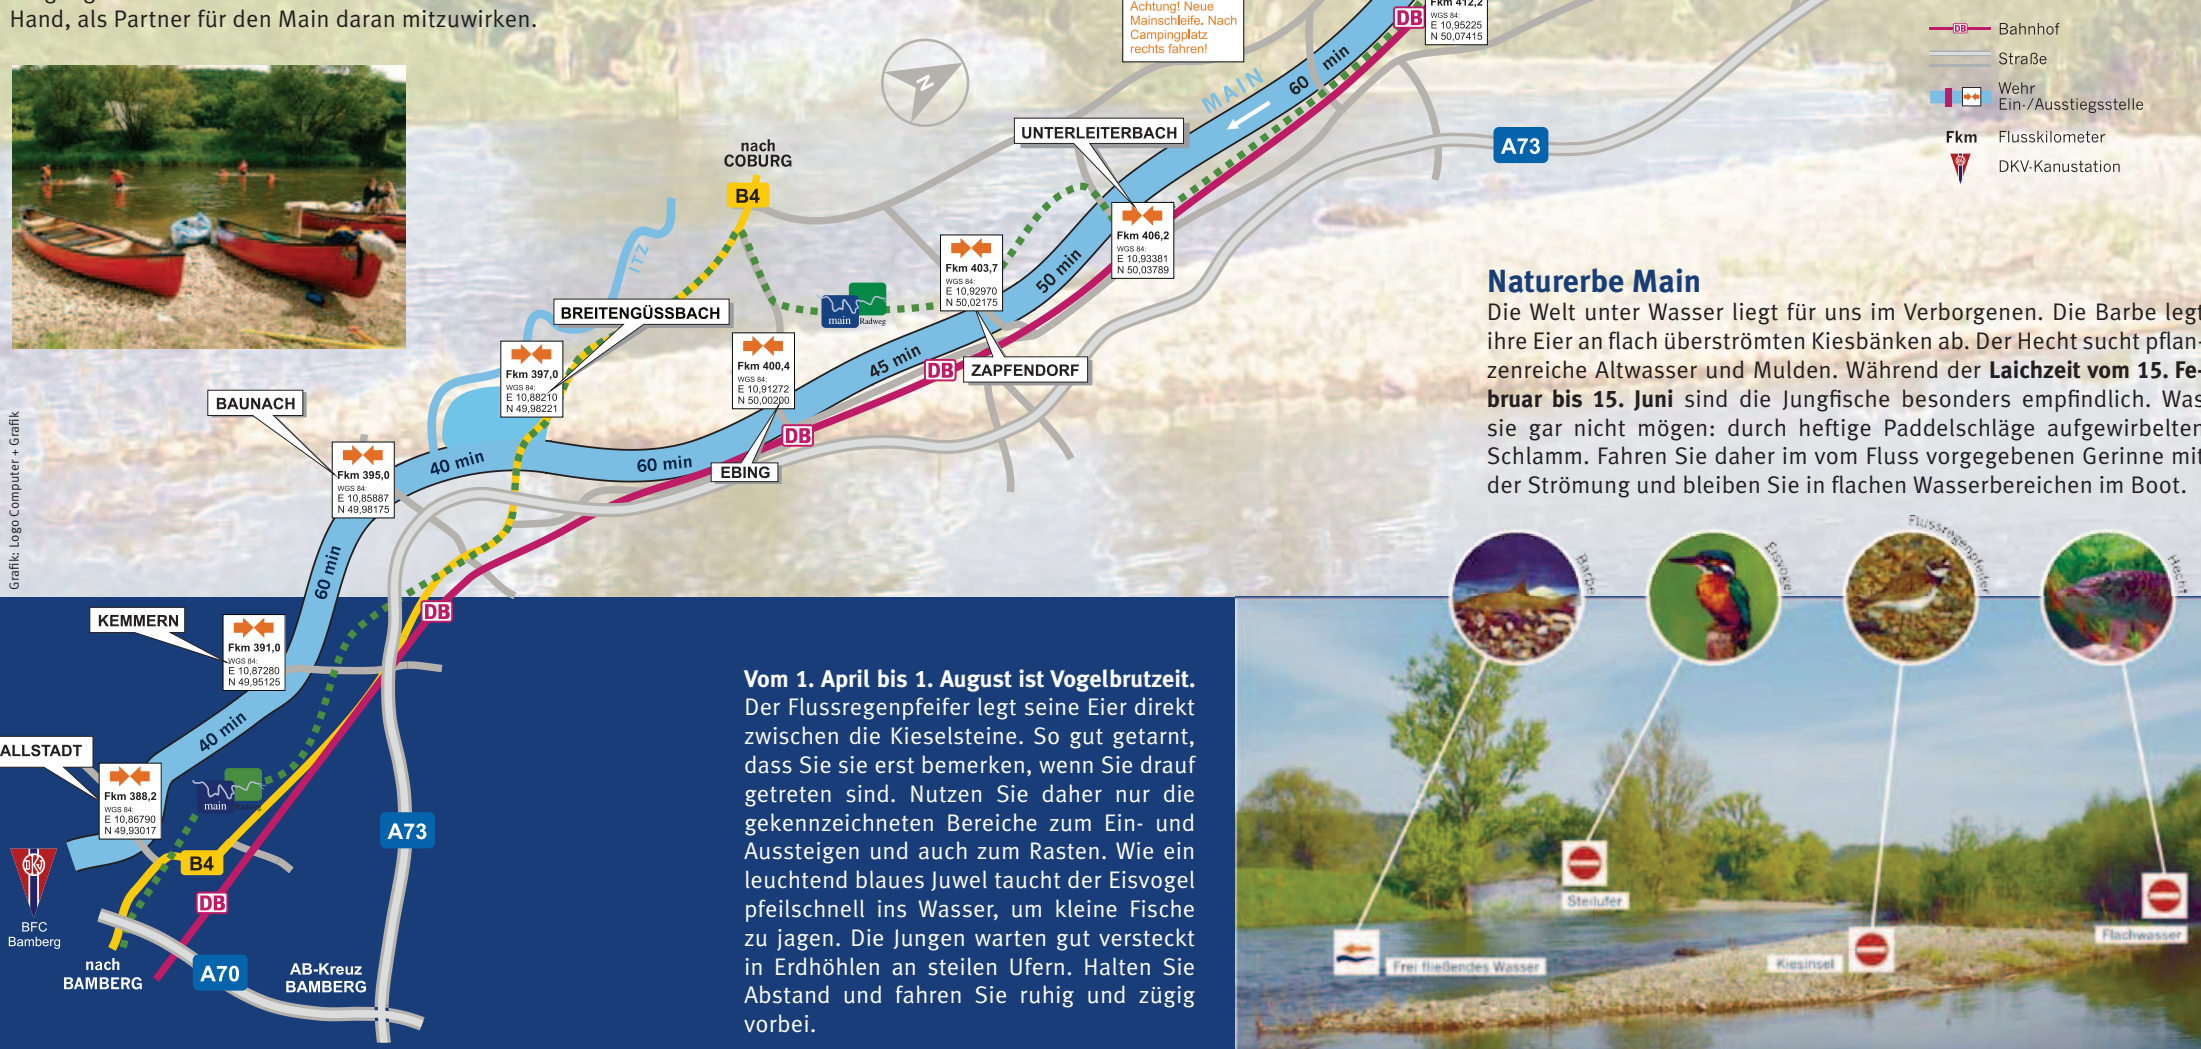 Hand, als Partner für den Main daran mitzuwirken.
Achtung! Neue
Mainschleife. Nach
Campingplatz
rechts fahren!
DB
Fkm 412,2
WGS 84:
E 10,95225
N 50,07415
DB Bahnhof
Straße
Wehr
Ein-/Ausstiegsstelle
Fkm Flusskilometer
DKV-Kanustation
N
MAIN
60 min
UNTERLEITERBACH
A73
nach
COBURG
B4
ITZ
Fkm 406,2
WGS 84:
E 10,93381
N 50,03789
50 min
Fkm 403,7
WGS 84:
E 10,92970
N 50,02175
main Radweg
BREITENGÜSSBACH
ZAPFENDORF
DB
45 min
Fkm 400,4
WGS 84:
E 10,91272
N 50,00200
Fkm 397,0
WGS 84:
E 10,88210
N 49,98221
DB
EBING
60 min
40 min
BAUNACH
Fkm 395,0
WGS 84:
E 10,85887
N 49,98175
Grafik: Logo Computer + Grafik
60 min
DB
KEMMERN
Fkm 391,0
WGS 84:
E 10,87280
N 49,95125
40 min
ALLSTADT
Fkm 388,2
WGS 84:
E 10,86790
N 49,93017
main Radweg
A73
B4
DB
DKV
BFC
Bamberg
nach
BAMBERG
A70
AB-Kreuz
BAMBERG
Naturerbe Main
Die Welt unter Wasser liegt für uns im Verborgenen. Die Barbe legt
ihre Eier an flach überströmten Kiesbänken ab. Der Hecht sucht pflan-
zenreiche Altwasser und Mulden. Während der Laichzeit vom 15. Fe-
bruar bis 15. Juni sind die Jungfische besonders empfindlich. Was
sie gar nicht mögen: durch heftige Paddelschläge aufgewirbelten
Schlamm. Fahren Sie daher im vom Fluss vorgegebenen Gerinne mit
der Strömung und bleiben Sie in flachen Wasserbereichen im Boot.
Barbe
Eisvogel
Flussregenpfeifer
Hecht
Vom 1. April bis 1. August ist Vogelbrutzeit.
Der Flussregenpfeifer legt seine Eier direkt
zwischen die Kieselsteine. So gut getarnt,
dass Sie sie erst bemerken, wenn Sie drauf
getreten sind. Nutzen Sie daher nur die
gekennzeichneten Bereiche zum Ein- und
Aussteigen und auch zum Rasten. Wie ein
leuchtend blaues Juwel taucht der Eisvogel
pfeilschnell ins Wasser, um kleine Fische
zu jagen. Die Jungen warten gut versteckt
in Erdhöhlen an steilen Ufern. Halten Sie
Abstand und fahren Sie ruhig und zügig
vorbei.
Steilufer
Frei fließendes Wasser
Kiesinsel
Flachwasser